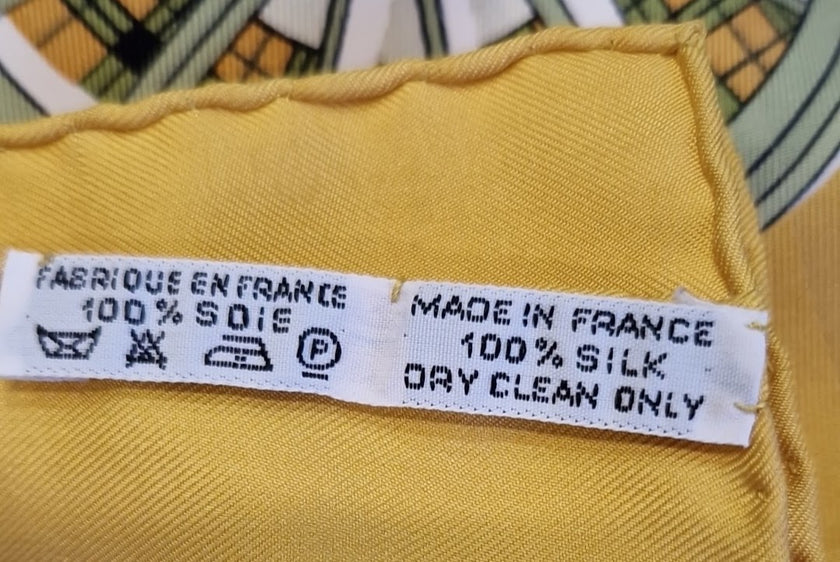 FABRIQUE EN FRANCE
100% SOIE
P
MADE IN FRANCE
100% SILK
DRY CLEAN ONLY